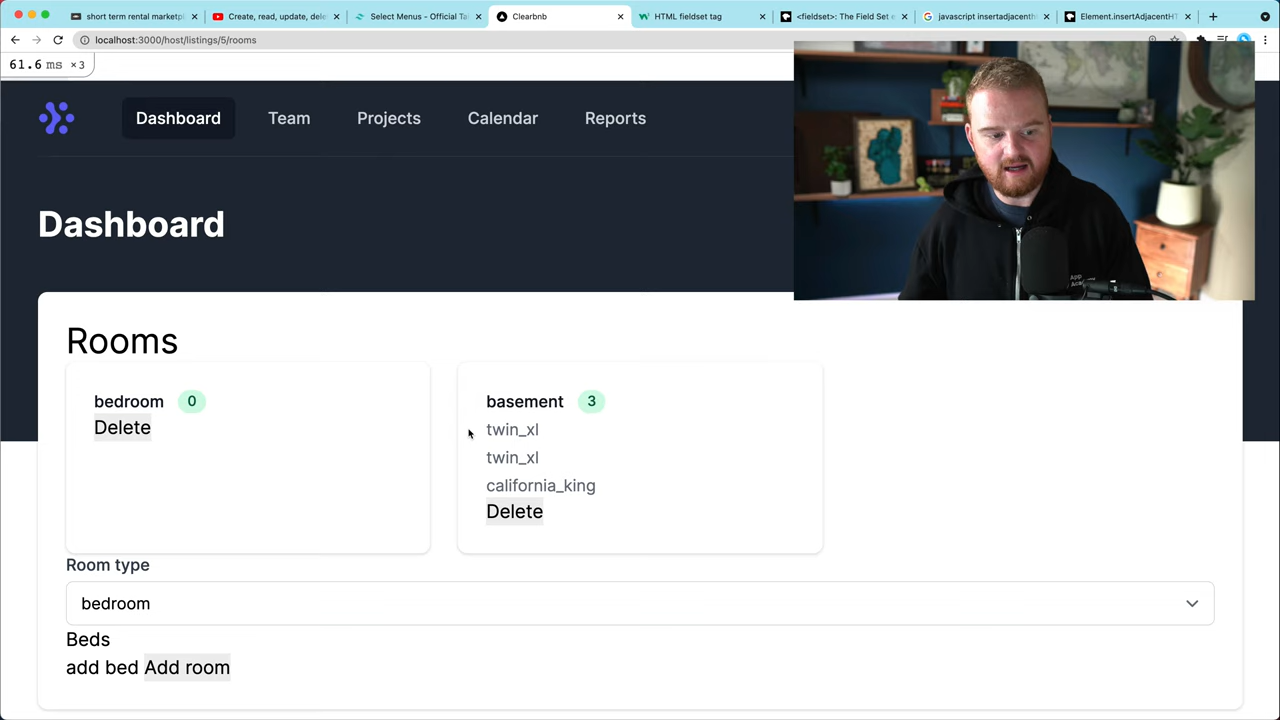 short term rental marketpl
Create, read, update, dele
Select Menus - Official Tai
Clearbnb
HTML fieldset tag
<fieldset>: The Field Set e
javascript insertadjacenth
Element.insertAdjacentHT
localhost:3000/host/listings/5/rooms
61.6 ms ×3
Dashboard
Team
Projects
Calendar
Reports
Dashboard
Rooms
bedroom 0
Delete
basement 3
twin_xl
twin_xl
california_king
Delete
Room type
bedroom
Beds
add bed Add room